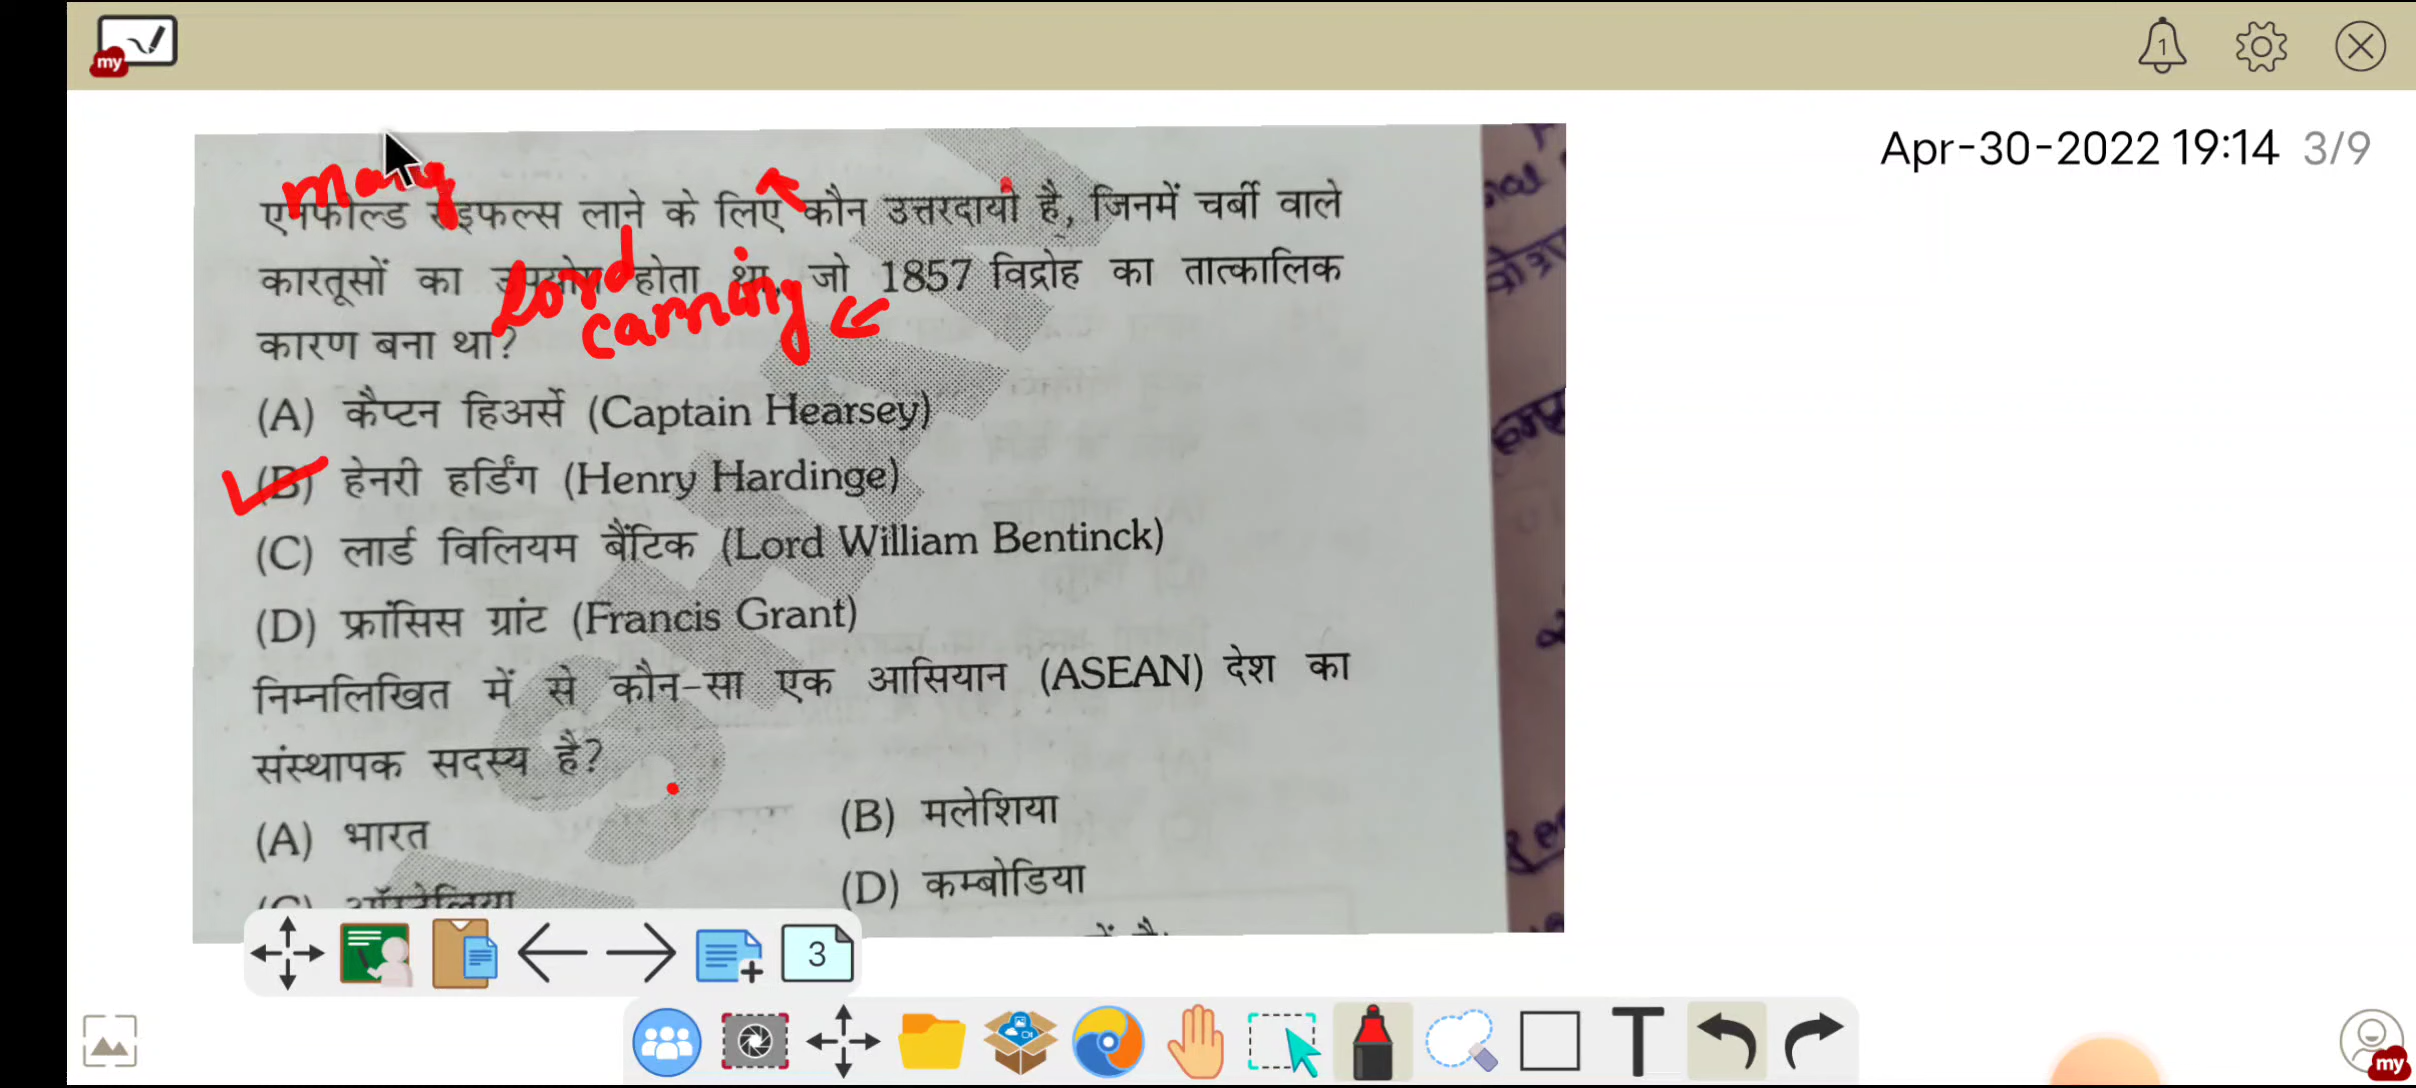 my
1
Apr-30-2022 19:14 3/9
एनफील्ड राइफल्स लाने के लिए कौन उत्तरदायी है, जिनमें चर्बी वाले
कारतूसों का उपयोग होता था, जो 1857 विद्रोह का तात्कालिक
Lord
canning
कारण बना था?
(A) कैप्टन हिअर्से (Captain Hearsey)
(B) हेनरी हर्डिंग (Henry Hardinge)
(C) लार्ड विलियम बैंटिक (Lord William Bentinck)
(D) फ्रांसिस ग्रांट (Francis Grant)
निम्नलिखित में से कौन-सा एक आसियान (ASEAN) देश का
संस्थापक सदस्य है?
(A) भारत
(B) मलेशिया
(C) ऑस्ट्रेलिया
(D) कम्बोडिया
3
T
my